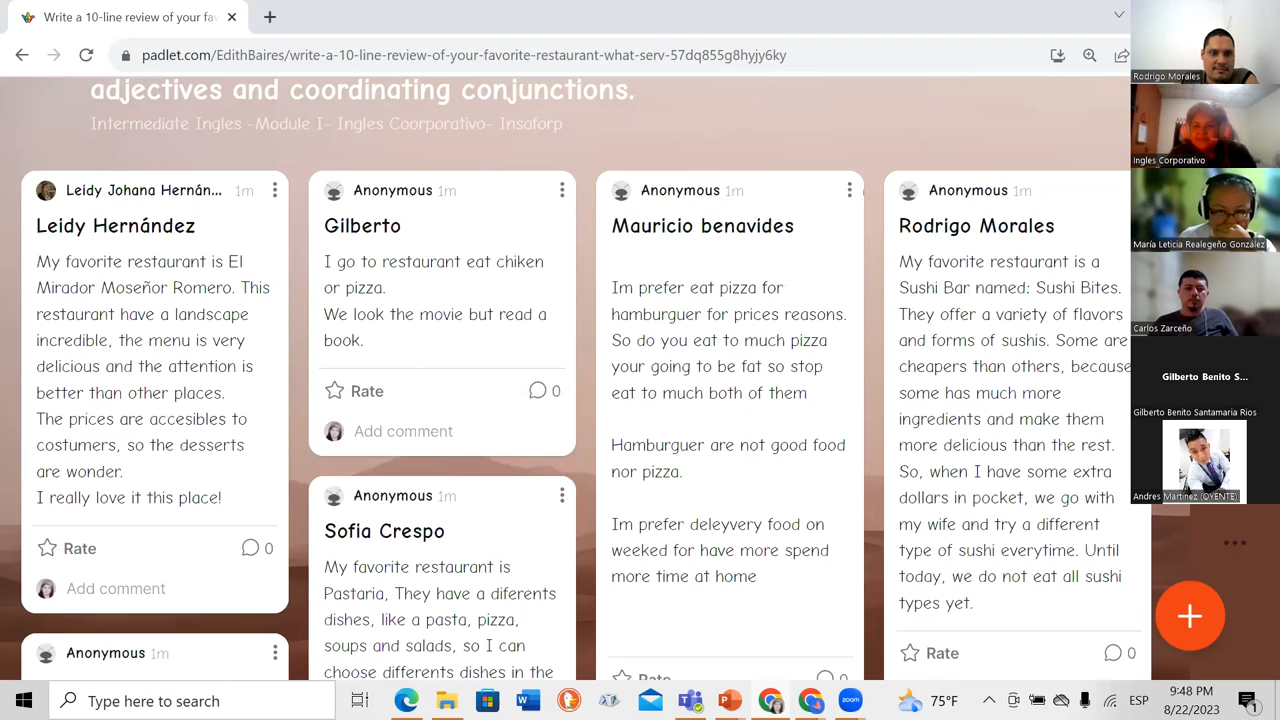 Write a 10-line review of your fav
padlet.com/EdithBaires/write-a-10-line-review-of-your-favorite-restaurant-what-serv-57dq855g8hyjy6ky
adjectives and coordinating conjunctions.
Intermediate Ingles -Module I- Ingles Coorporativo- Insaforp
Leidy Johana Hernán... 1m
Leidy Hernández
My favorite restaurant is El
Mirador Moseñor Romero. This
restaurant have a landscape
incredible, the menu is very
delicious and the attention is
better than other places.
The prices are accesibles to
costumers, so the desserts
are wonder.
I really love it this place!
Rate 0
Add comment
Anonymous 1m
Anonymous 1m
Gilberto
I go to restaurant eat chiken
or pizza.
We look the movie but read a
book.
Rate 0
Add comment
Anonymous 1m
Sofia Crespo
My favorite restaurant is
Pastaria, They have a diferents
dishes, like a pasta, pizza,
soups and salads, so I can
choose differents dishes in the
Anonymous 1m
Mauricio benavides
Im prefer eat pizza for
hamburguer for prices reasons.
So do you eat to much pizza
your going to be fat so stop
eat to much both of them
Hamburguer are not good food
nor pizza.
Im prefer deleyvery food on
weeked for have more spend
more time at home
Rate 0
Anonymous 1m
Rodrigo Morales
My favorite restaurant is a
Sushi Bar named: Sushi Bites.
They offer a variety of flavors
and forms of sushis. Some are
cheapers than others, because
some has much more
ingredients and make them
more delicious than the rest.
So, when I have some extra
dollars in pocket, we go with
my wife and try a different
type of sushi everytime. Until
today, we do not eat all sushi
types yet.
Rate 0
Rodrigo Morales
Ingles Corporativo
María Leticia Realegeño González
Carlos Zarceño
Gilberto Benito S...
Gilberto Benito Santamaria Rios
Andres Martinez (OYENTE)
Type here to search
zoom
75°F
ESP
9:48 PM
8/22/2023
1